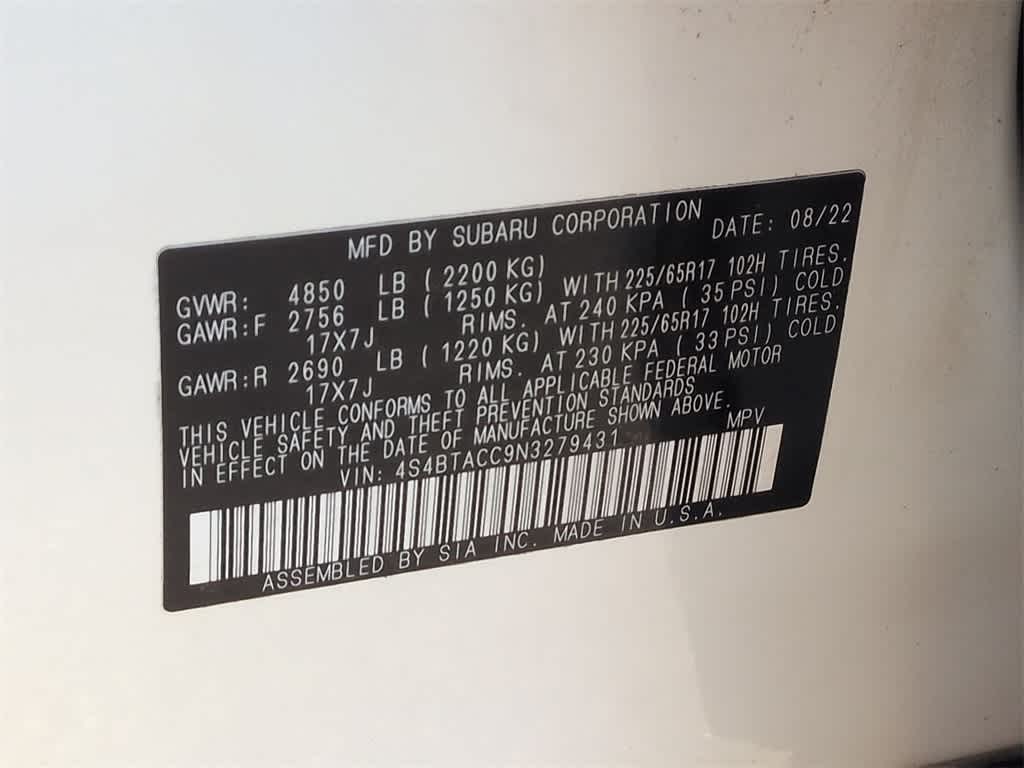 MFD BY SUBARU CORPORATION DATE: 08/22
GVWR: 4850 LB ( 2200 KG)
GAWR:F 2756 LB ( 1250 KG) WITH 225/65R17 102H TIRES.
17X7J RIMS. AT 240 KPA ( 35 PSI) COLD
GAWR:R 2690 LB ( 1220 KG) WITH 225/65R17 102H TIRES.
17X7J RIMS. AT 230 KPA ( 33 PSI) COLD
THIS VEHICLE CONFORMS TO ALL APPLICABLE FEDERAL MOTOR
VEHICLE SAFETY AND THEFT PREVENTION STANDARDS
IN EFFECT ON THE DATE OF MANUFACTURE SHOWN ABOVE.
VIN: 4S4BTACC9N3279431 MPV
ASSEMBLED BY SIA INC. MADE IN U.S.A.